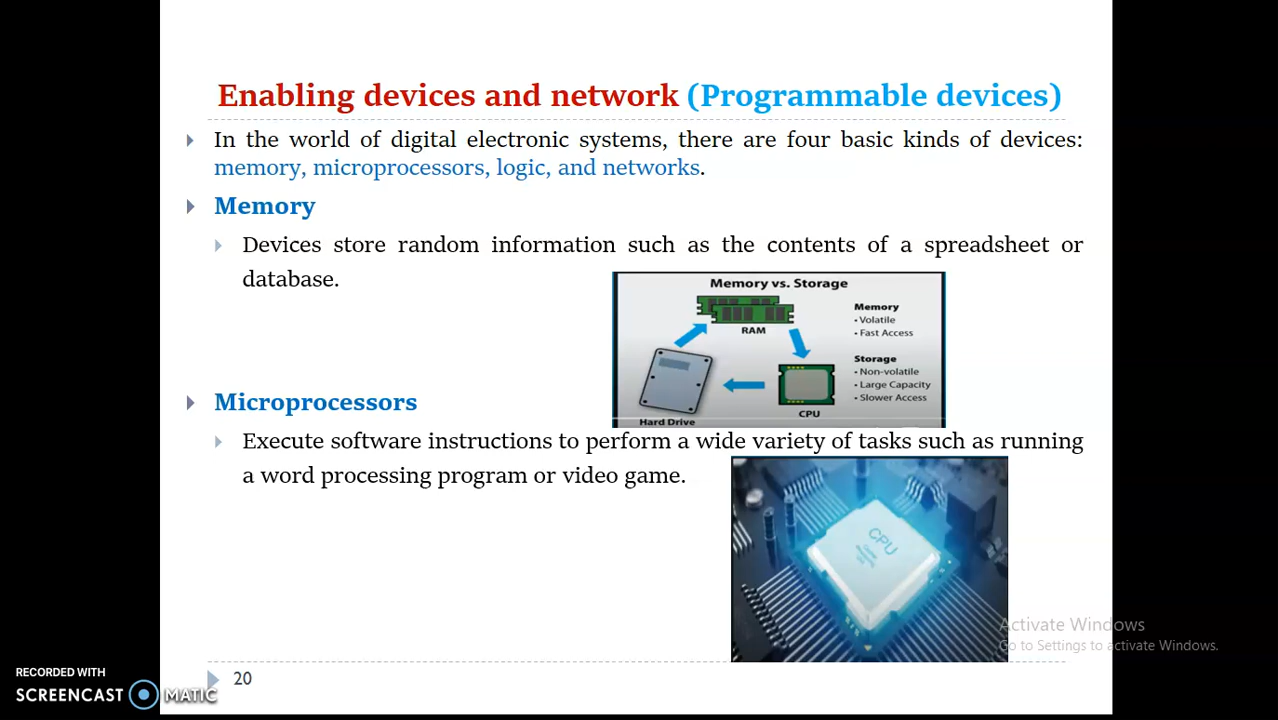 Enabling devices and network (Programmable devices)
In the world of digital electronic systems, there are four basic kinds of devices:
memory, microprocessors, logic, and networks.
Memory
Devices store random information such as the contents of a spreadsheet or
database.
Memory vs. Storage
RAM
Memory
• Volatile
• Fast Access
Storage
• Non-volatile
• Large Capacity
• Slower Access
CPU
Hard Drive
Microprocessors
Execute software instructions to perform a wide variety of tasks such as running
a word processing program or video game.
CPU
Activate Windows
Go to Settings to activate Windows.
RECORDED WITH
SCREENCAST MATIC
20